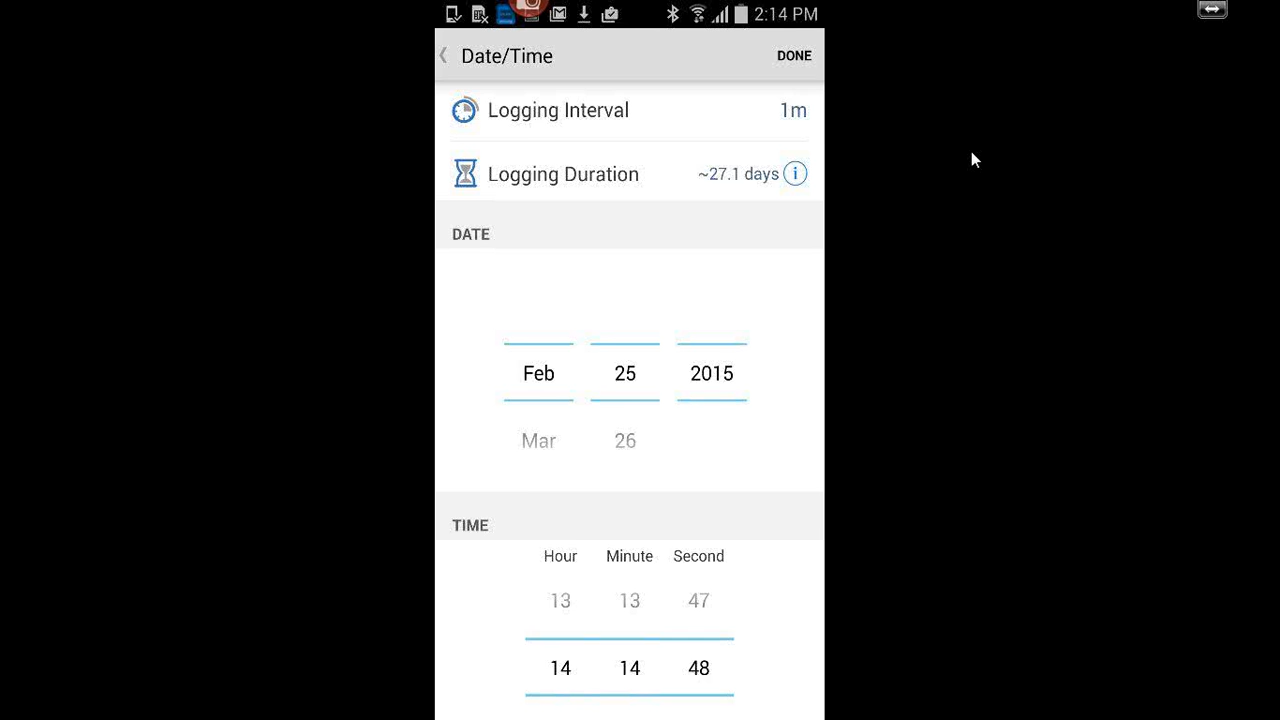 2:14 PM
Date/Time DONE
Logging Interval 1m
Logging Duration ~27.1 days
DATE
Feb 25 2015
Mar 26
TIME
Hour Minute Second
13 13 47
14 14 48